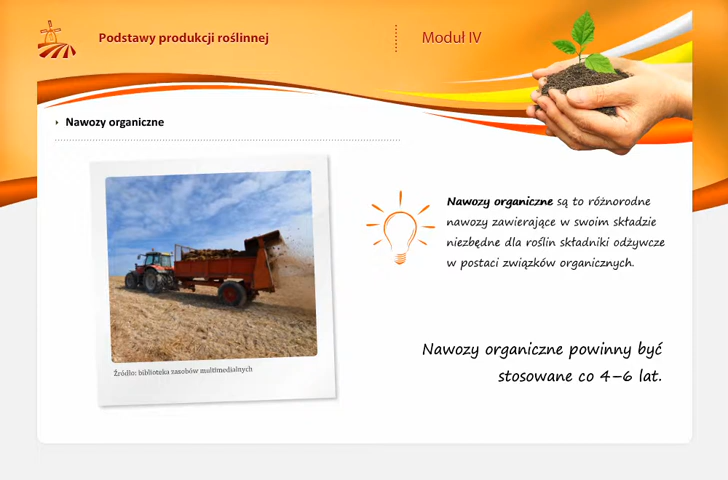 Podstawy produkcji roślinnej
Moduł IV
Nawozy organiczne
Nawozy organiczne są to różnorodne
nawozy zawierające w swoim składzie
niezbędne dla roślin składniki odżywcze
w postaci związków organicznych.
Nawozy organiczne powinny być
stosowane co 4–6 lat.
Źródło: biblioteka zasobów multimedialnych